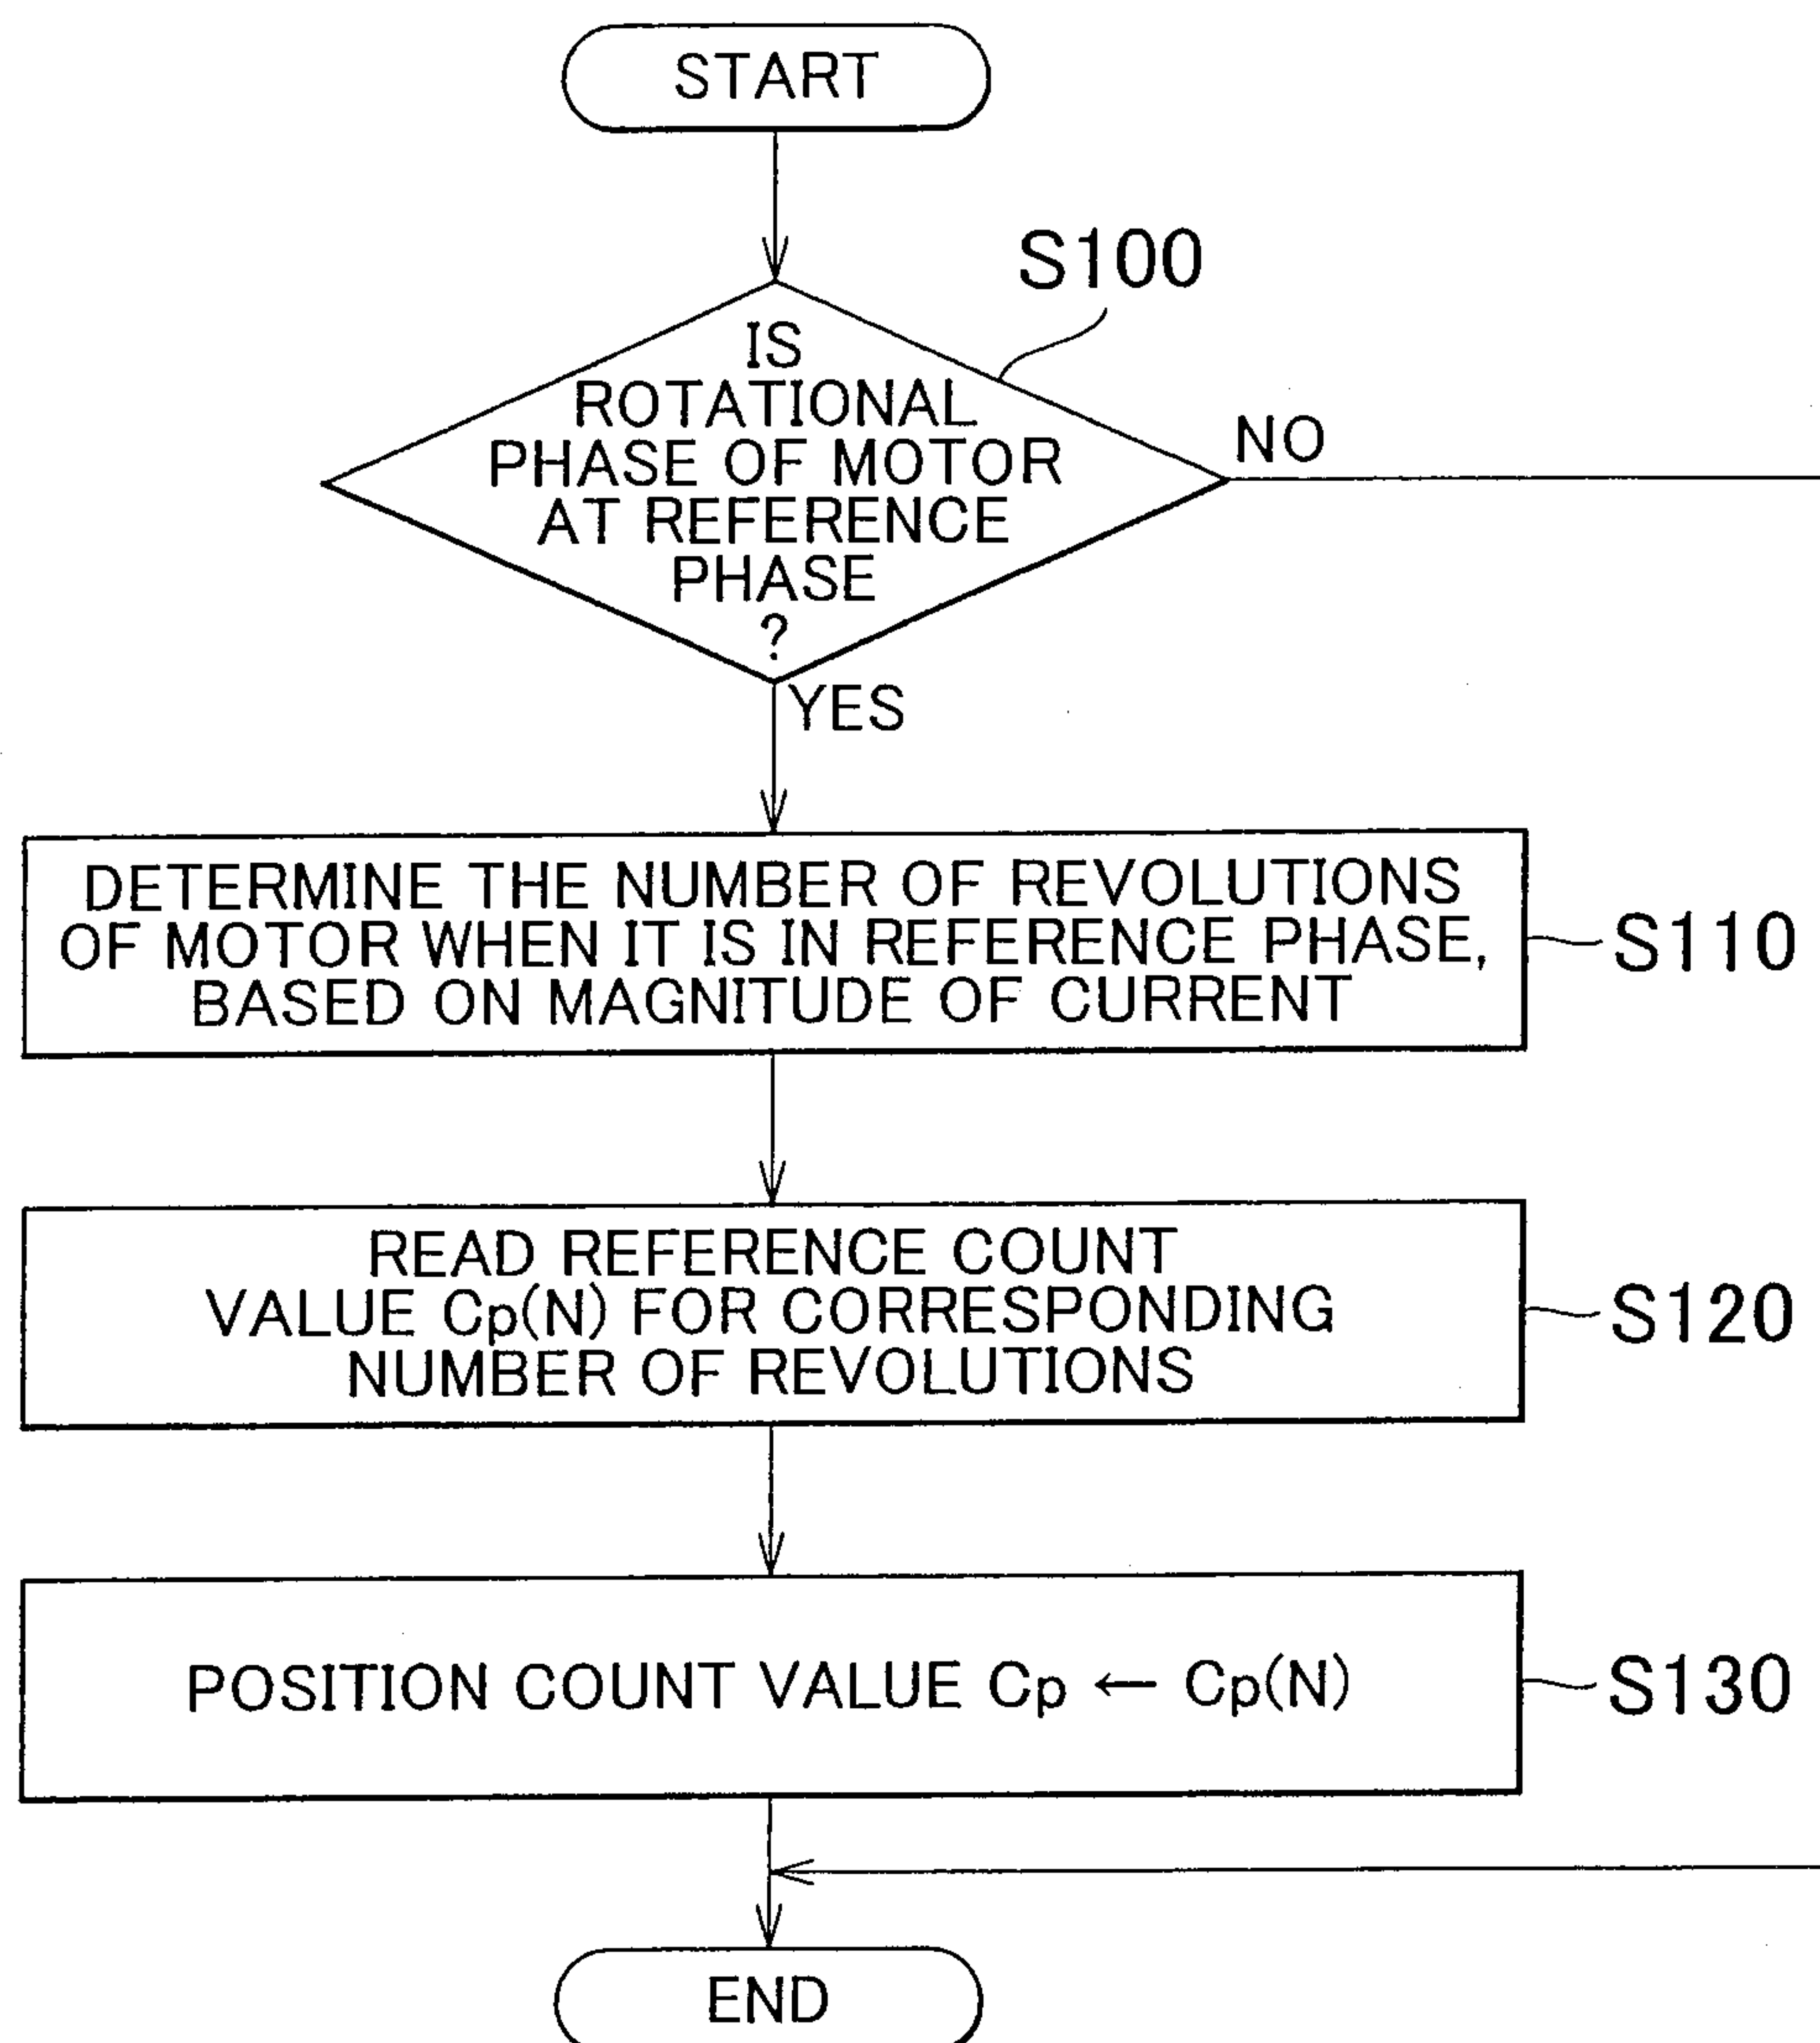 START
S100
IS
ROTATIONAL
PHASE OF MOTOR
AT REFERENCE
PHASE
?
NO
YES
DETERMINE THE NUMBER OF REVOLUTIONS
OF MOTOR WHEN IT IS IN REFERENCE PHASE,
BASED ON MAGNITUDE OF CURRENT
S110
READ REFERENCE COUNT
VALUE Cp(N) FOR CORRESPONDING
NUMBER OF REVOLUTIONS
S120
POSITION COUNT VALUE Cp ← Cp(N)
S130
END